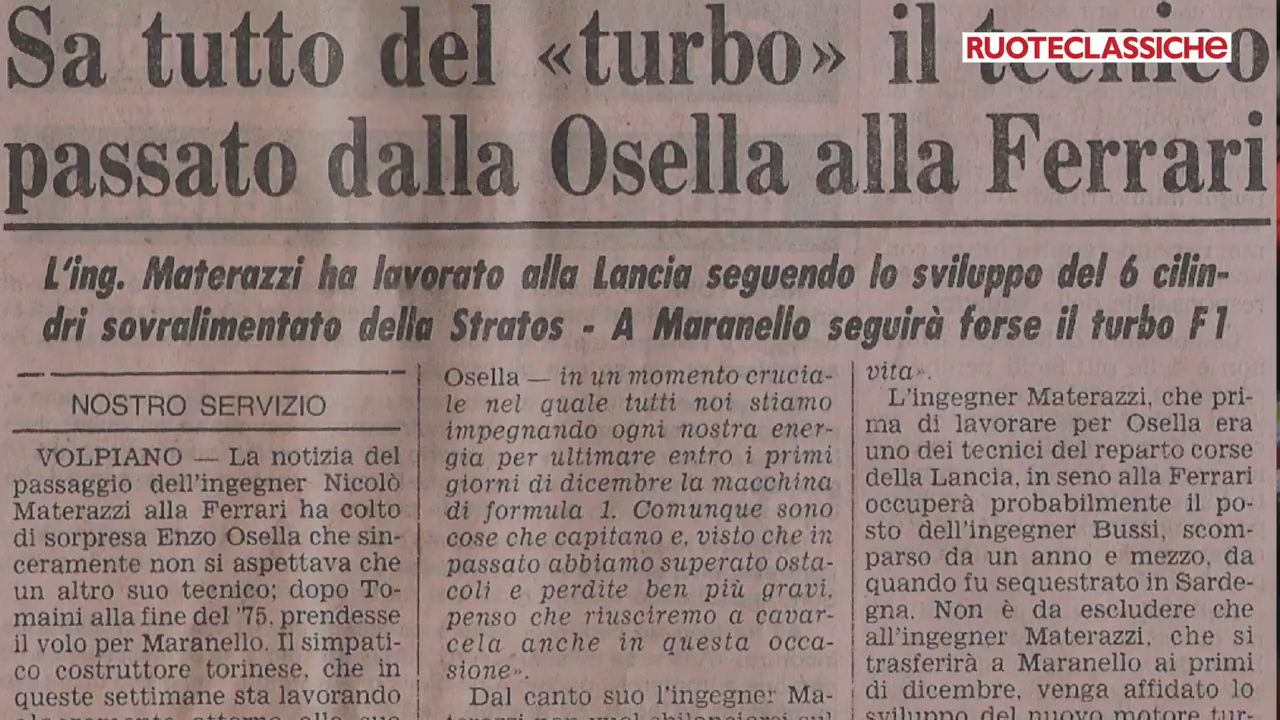 RUOTECLASSICHE
Sa tutto del «turbo» il tecnico
passato dalla Osella alla Ferrari
L'ing. Materazzi ha lavorato alla Lancia seguendo lo sviluppo del 6 cilin-
dri sovralimentato della Stratos - A Maranello seguirà forse il turbo F1
NOSTRO SERVIZIO
VOLPIANO — La notizia del
passaggio dell'ingegner Nicolò
Materazzi alla Ferrari ha colto
di sorpresa Enzo Osella che sin-
ceramente non si aspettava che
un altro suo tecnico; dopo To-
maini alla fine del '75, prendesse
il volo per Maranello. Il simpati-
co costruttore torinese, che in
queste settimane sta lavorando
Osella — in un momento crucia-
le nel quale tutti noi stiamo
impegnando ogni nostra ener-
gia per ultimare entro i primi
giorni di dicembre la macchina
di formula 1. Comunque sono
cose che capitano e, visto che in
passato abbiamo superato osta-
coli e perdite ben più gravi,
penso che riusciremo a cavar-
cela anche in questa occa-
sione».
Dal canto suo l'ingegner Ma-
vita».
L'ingegner Materazzi, che pri-
ma di lavorare per Osella era
uno dei tecnici del reparto corse
della Lancia, in seno alla Ferrari
occuperà probabilmente il po-
sto dell'ingegner Bussi, scom-
parso da un anno e mezzo, da
quando fu sequestrato in Sarde-
gna. Non è da escludere che
all'ingegner Materazzi, che si
trasferirà a Maranello ai primi
di dicembre, venga affidato lo
sviluppo del nuovo motore tur-